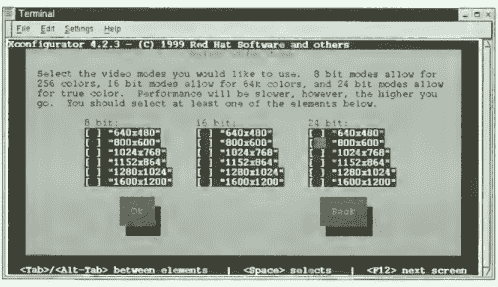 Terminal
File Edit Settings Help
Xconfigurator 4.2.3 - (C) 1999 Red Hat Software and others
Select the video modes you would like to use. 8 bit modes allow for
256 colors, 16 bit modes allow for 64k colors, and 24 bit modes allow
for true color. Performance will be slower, however, the higher you
go. You should select at least one of the elements below.
8 bit: 16 bit: 24 bit:
[ ] "640x480" [ ] "640x480" [ ] "640x480"
[ ] "800x600" [ ] "800x600" [ ] "800x600"
[ ] "1024x768" [ ] "1024x768" [ ] "1024x768"
[ ] "1152x864" [ ] "1152x864" [ ] "1152x864"
[ ] "1280x1024" [ ] "1280x1024" [ ] "1280x1024"
[ ] "1600x1200" [ ] "1600x1200" [ ] "1600x1200"
Ok Back
<Tab>/<Alt-Tab> between elements | <Space> selects | <F12> next screen